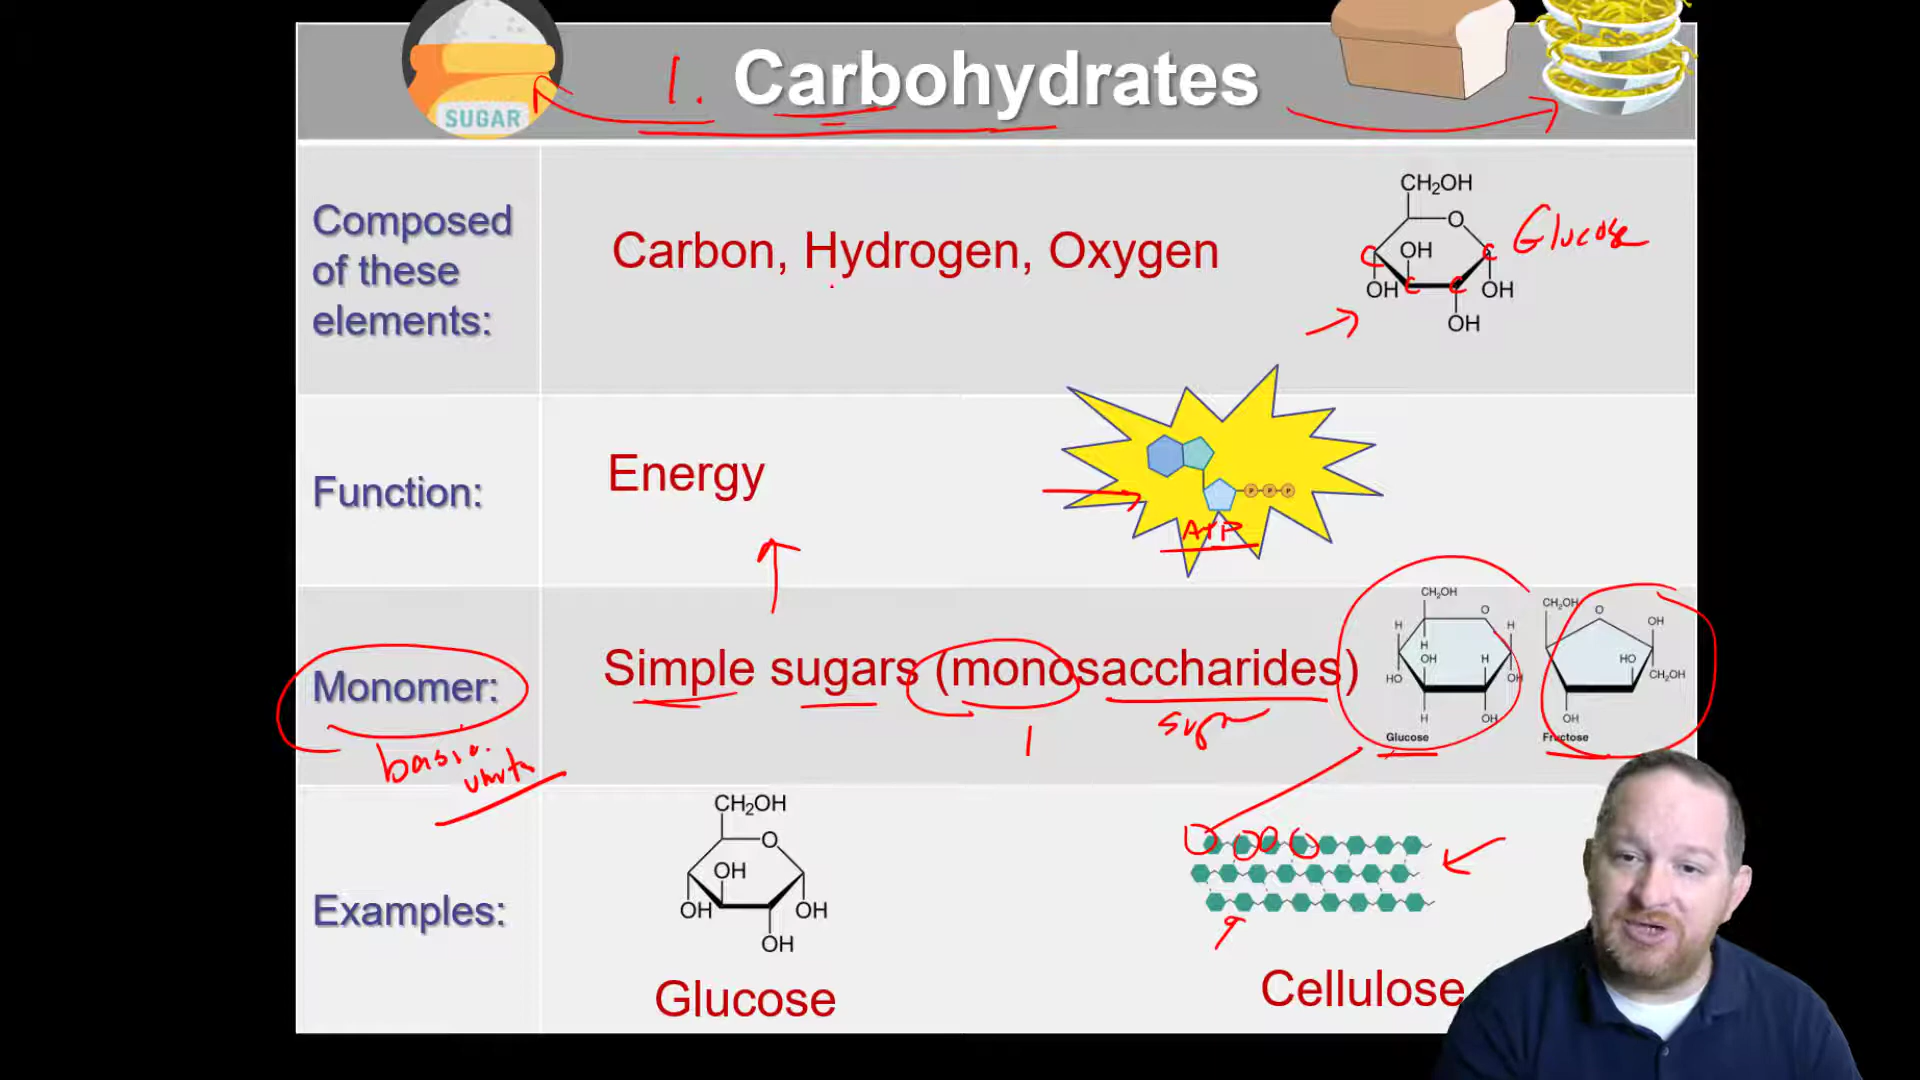 SUGAR
1. Carbohydrates
Composed
of these
elements:
Carbon, Hydrogen, Oxygen
CH₂OH
O
OH
C
C
C
C
OH
OH
OH
Glucose
Function:
Energy
P P P
ATP
Monomer:
basic
units
Simple sugars (monosaccharides)
1
sugar
CH₂OH
O
H
H
H
OH
H
HO
OH
H
OH
Glucose
CH₂OH
O
OH
HO
CH₂OH
OH
Fructose
Examples:
CH₂OH
O
OH
OH
OH
OH
Glucose
Cellulose